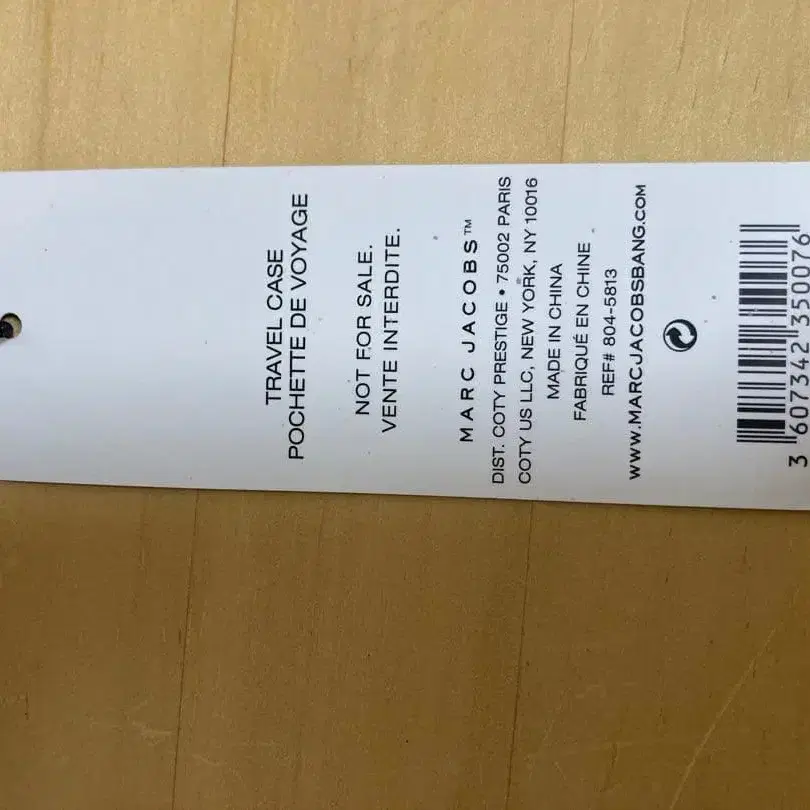 TRAVEL CASE
POCHETTE DE VOYAGE
NOT FOR SALE.
VENTE INTERDITE.
MARC JACOBS™
DIST. COTY PRESTIGE • 75002 PARIS
COTY US LLC, NEW YORK, NY 10016
MADE IN CHINA
FABRIQUÉ EN CHINE
REF# 804-5813
WWW.MARCJACOBSBANG.COM
3 607342 350076